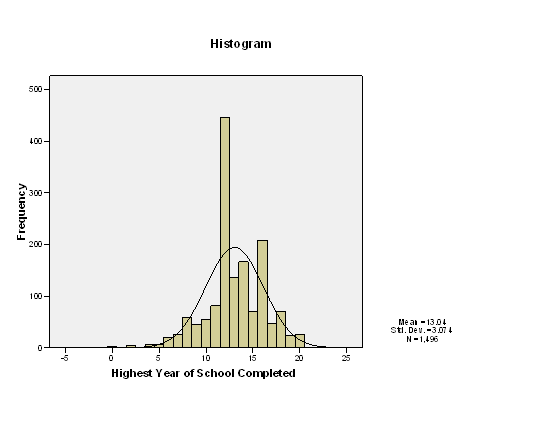 Histogram
500
400
300
200
100
0
Frequency
-5 0 5 10 15 20 25
Highest Year of School Completed
Mean =13.04
Std. Dev. =3.074
N =1,496